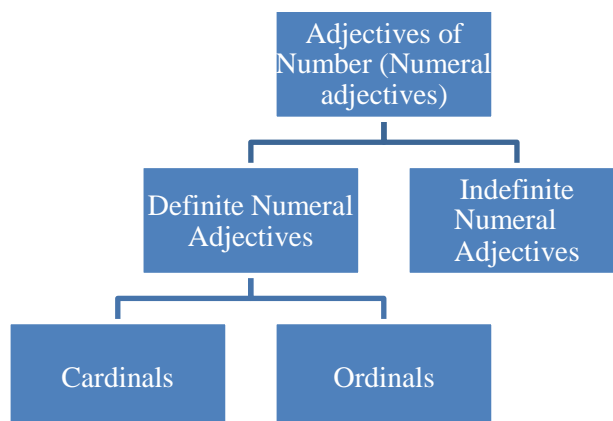 Adjectives of
Number (Numeral
adjectives)
Definite Numeral
Adjectives
Indefinite
Numeral
Adjectives
Cardinals
Ordinals